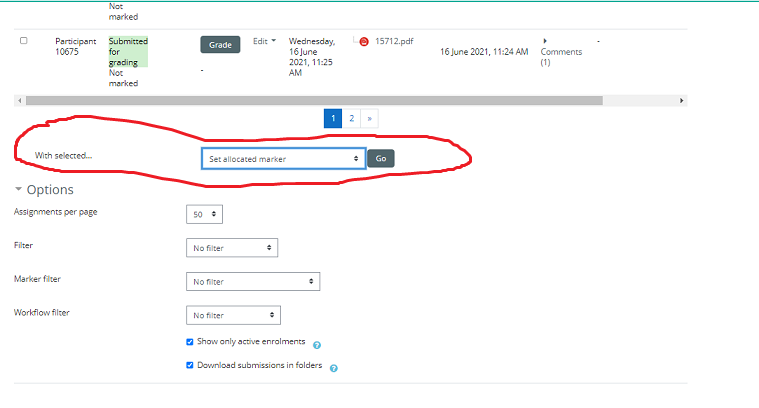 Not
marked
Participant
10675
Submitted
for
grading
Not
marked
Grade
-
Edit
Wednesday,
16 June
2021, 11:25
AM
15712.pdf
16 June 2021, 11:24 AM
Comments
(1)
-
1 2 »
With selected... Set allocated marker Go
Options
Assignments per page 50
Filter No filter
Marker filter No filter
Workflow filter No filter
Show only active enrolments ?
Download submissions in folders ?